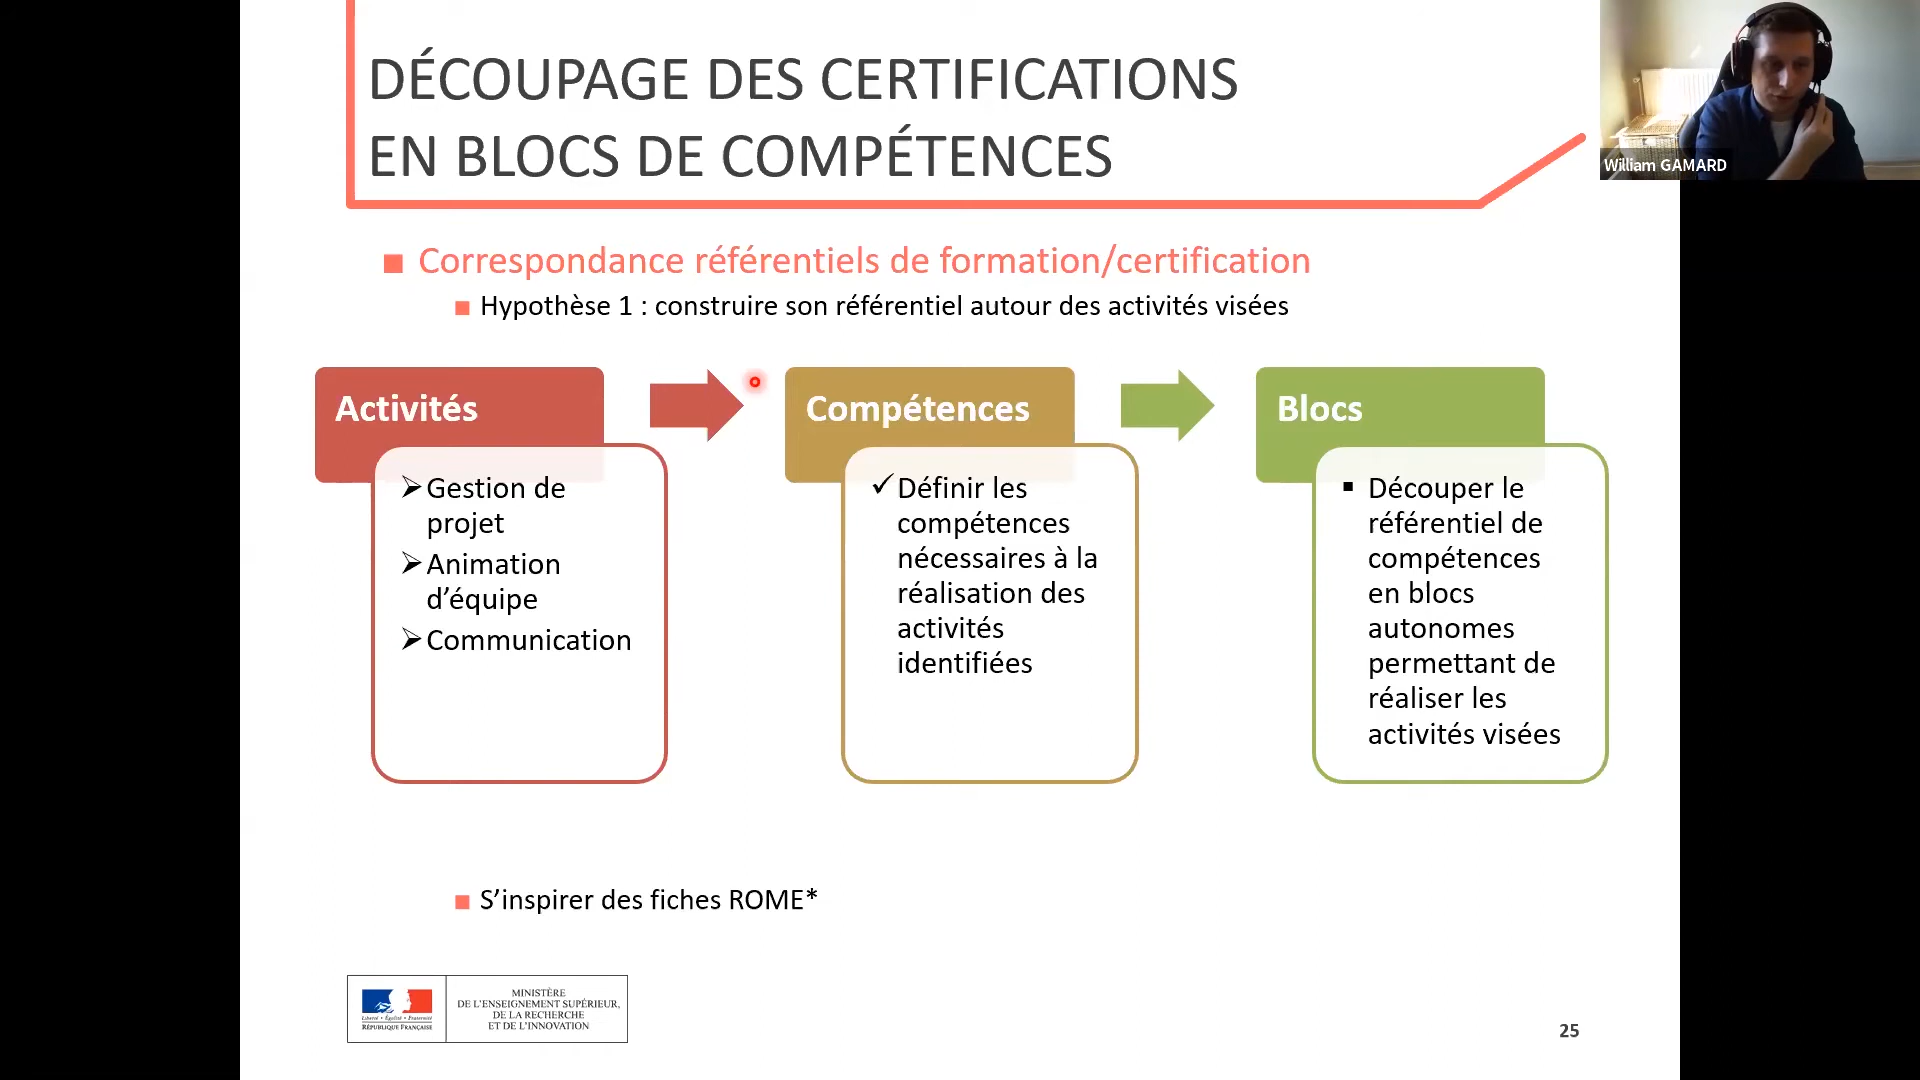 DÉCOUPAGE DES CERTIFICATIONS
EN BLOCS DE COMPÉTENCES
William GAMARD
Correspondance référentiels de formation/certification
Hypothèse 1 : construire son référentiel autour des activités visées
Activités
Gestion de
projet
Animation
d’équipe
Communication
Compétences
Définir les
compétences
nécessaires à la
réalisation des
activités
identifiées
Blocs
Découper le
référentiel de
compétences
en blocs
autonomes
permettant de
réaliser les
activités visées
S’inspirer des fiches ROME*
Liberté • Égalité • Fraternité
RÉPUBLIQUE FRANÇAISE
MINISTÈRE
DE L’ENSEIGNEMENT SUPÉRIEUR,
DE LA RECHERCHE
ET DE L’INNOVATION
25